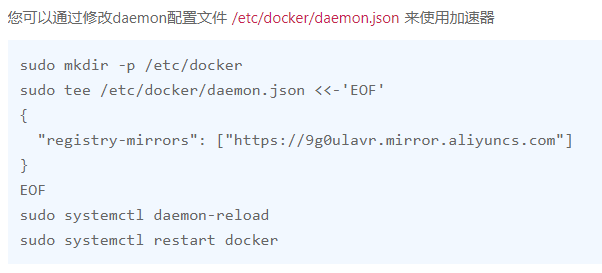 您可以通过修改daemon配置文件 /etc/docker/daemon.json 来使用加速器
sudo mkdir -p /etc/docker
sudo tee /etc/docker/daemon.json <<-'EOF'
{
  "registry-mirrors": ["https://9g0ulavr.mirror.aliyuncs.com"]
}
EOF
sudo systemctl daemon-reload
sudo systemctl restart docker